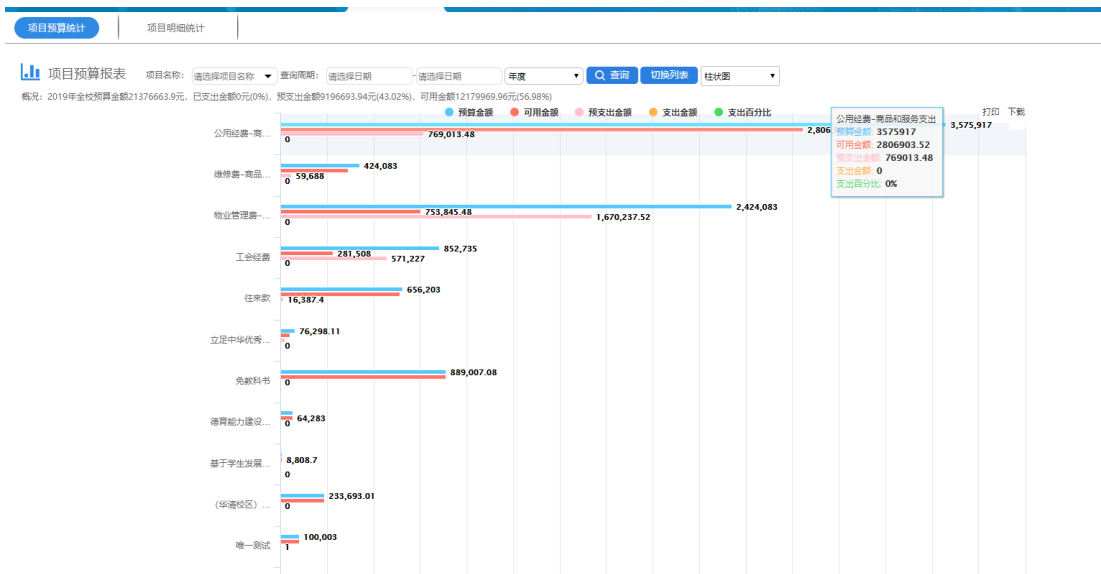 项目预算统计 项目明细统计
项目预算报表 项目名称: 请选择项目名称 查询周期: 请选择日期 - 请选择日期 年度 查询 切换列表 柱状图
概况: 2019年全校预算金额21376663.9元, 已支出金额0元(0%), 预支出金额9196693.94元(43.02%), 可用金额12179969.96元(56.98%)
预算金额 可用金额 预支出金额 支出金额 支出百分比 打印 下载
公用经费-商...
3,575,917
2,806
769,013.48
0
公用经费-商品和服务支出
预算金额: 3575917
可用金额: 2806903.52
预支出金额: 769013.48
支出金额: 0
支出百分比: 0%
维修费-商品...
424,083
59,688
0
物业管理费-...
2,424,083
753,845.48
1,670,237.52
0
工会经费
852,735
281,508
571,227
0
往来款
656,203
16,387.4
立足中华优秀...
76,298.11
0
免教科书
889,007.08
0
德育能力建设...
64,283
0
基于学生发展...
8,808.7
0
(华清校区) ...
233,693.01
0
唯一测试
100,003
1